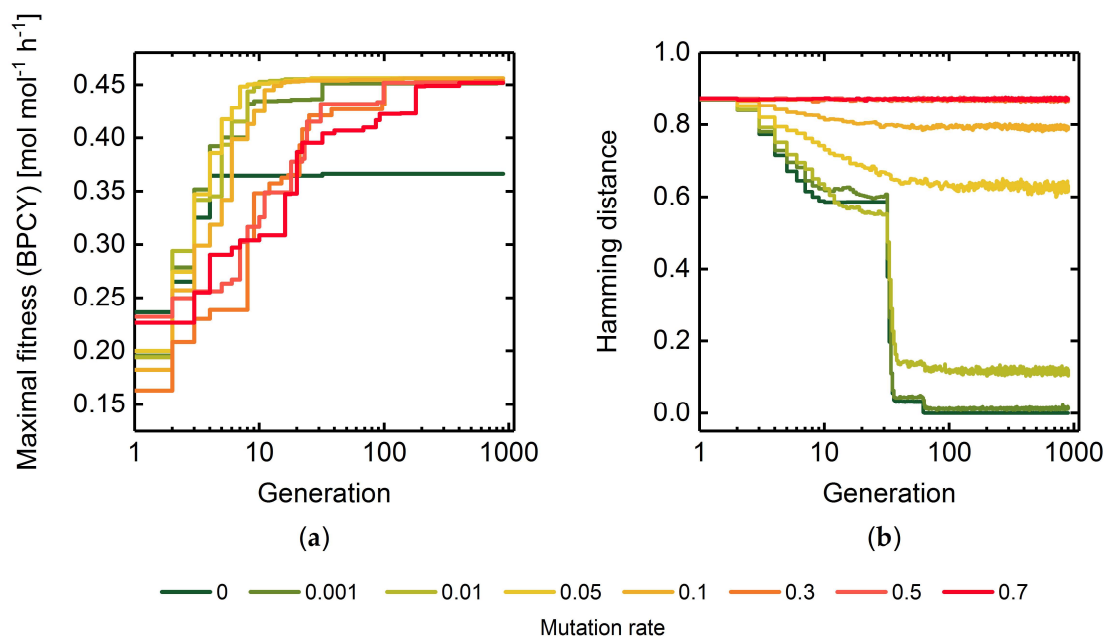 Maximal fitness (BPCY) [mol mol⁻¹ h⁻¹]
0.45
0.40
0.35
0.30
0.25
0.20
0.15
1 10 100 1000
Generation
(a)
Hamming distance
1.0
0.8
0.6
0.4
0.2
0.0
1 10 100 1000
Generation
(b)
0 0.001 0.01 0.05 0.1 0.3 0.5 0.7
Mutation rate